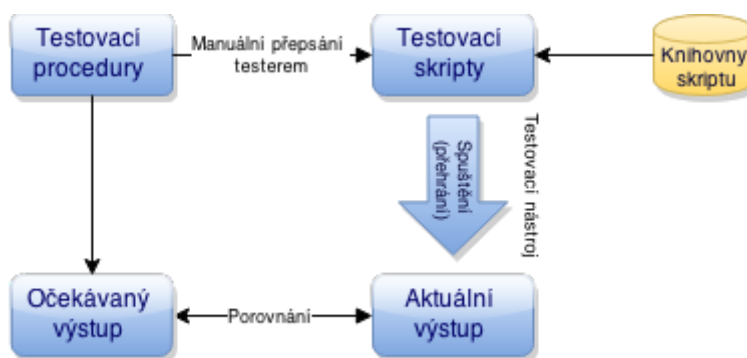 Testovací
procedury
Manuální přepsání
testerem
Testovací
skripty
Knihovny
skriptu
Spuštění
(přehrání)
Testovací nástroj
Očekávaný
výstup
Porovnání
Aktuální
výstup